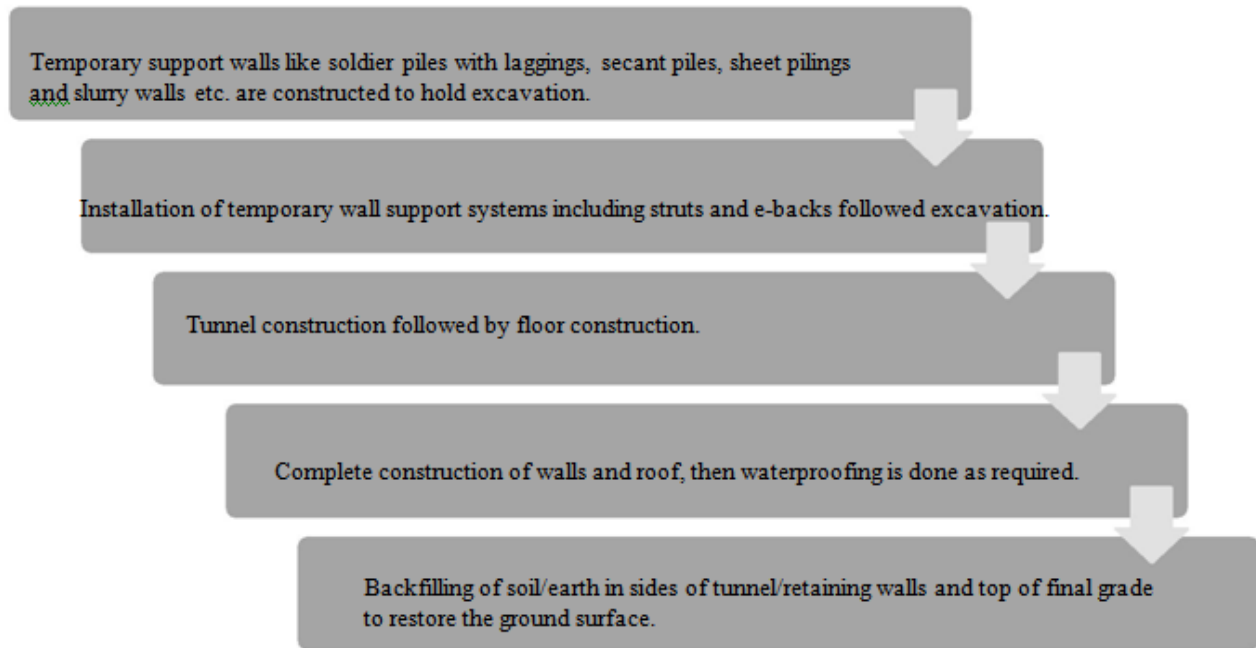 Temporary support walls like soldier piles with laggings, secant piles, sheet pilings
and slurry walls etc. are constructed to hold excavation.
Installation of temporary wall support systems including struts and e-backs followed excavation.
Tunnel construction followed by floor construction.
Complete construction of walls and roof, then waterproofing is done as required.
Backfilling of soil/earth in sides of tunnel/retaining walls and top of final grade
to restore the ground surface.